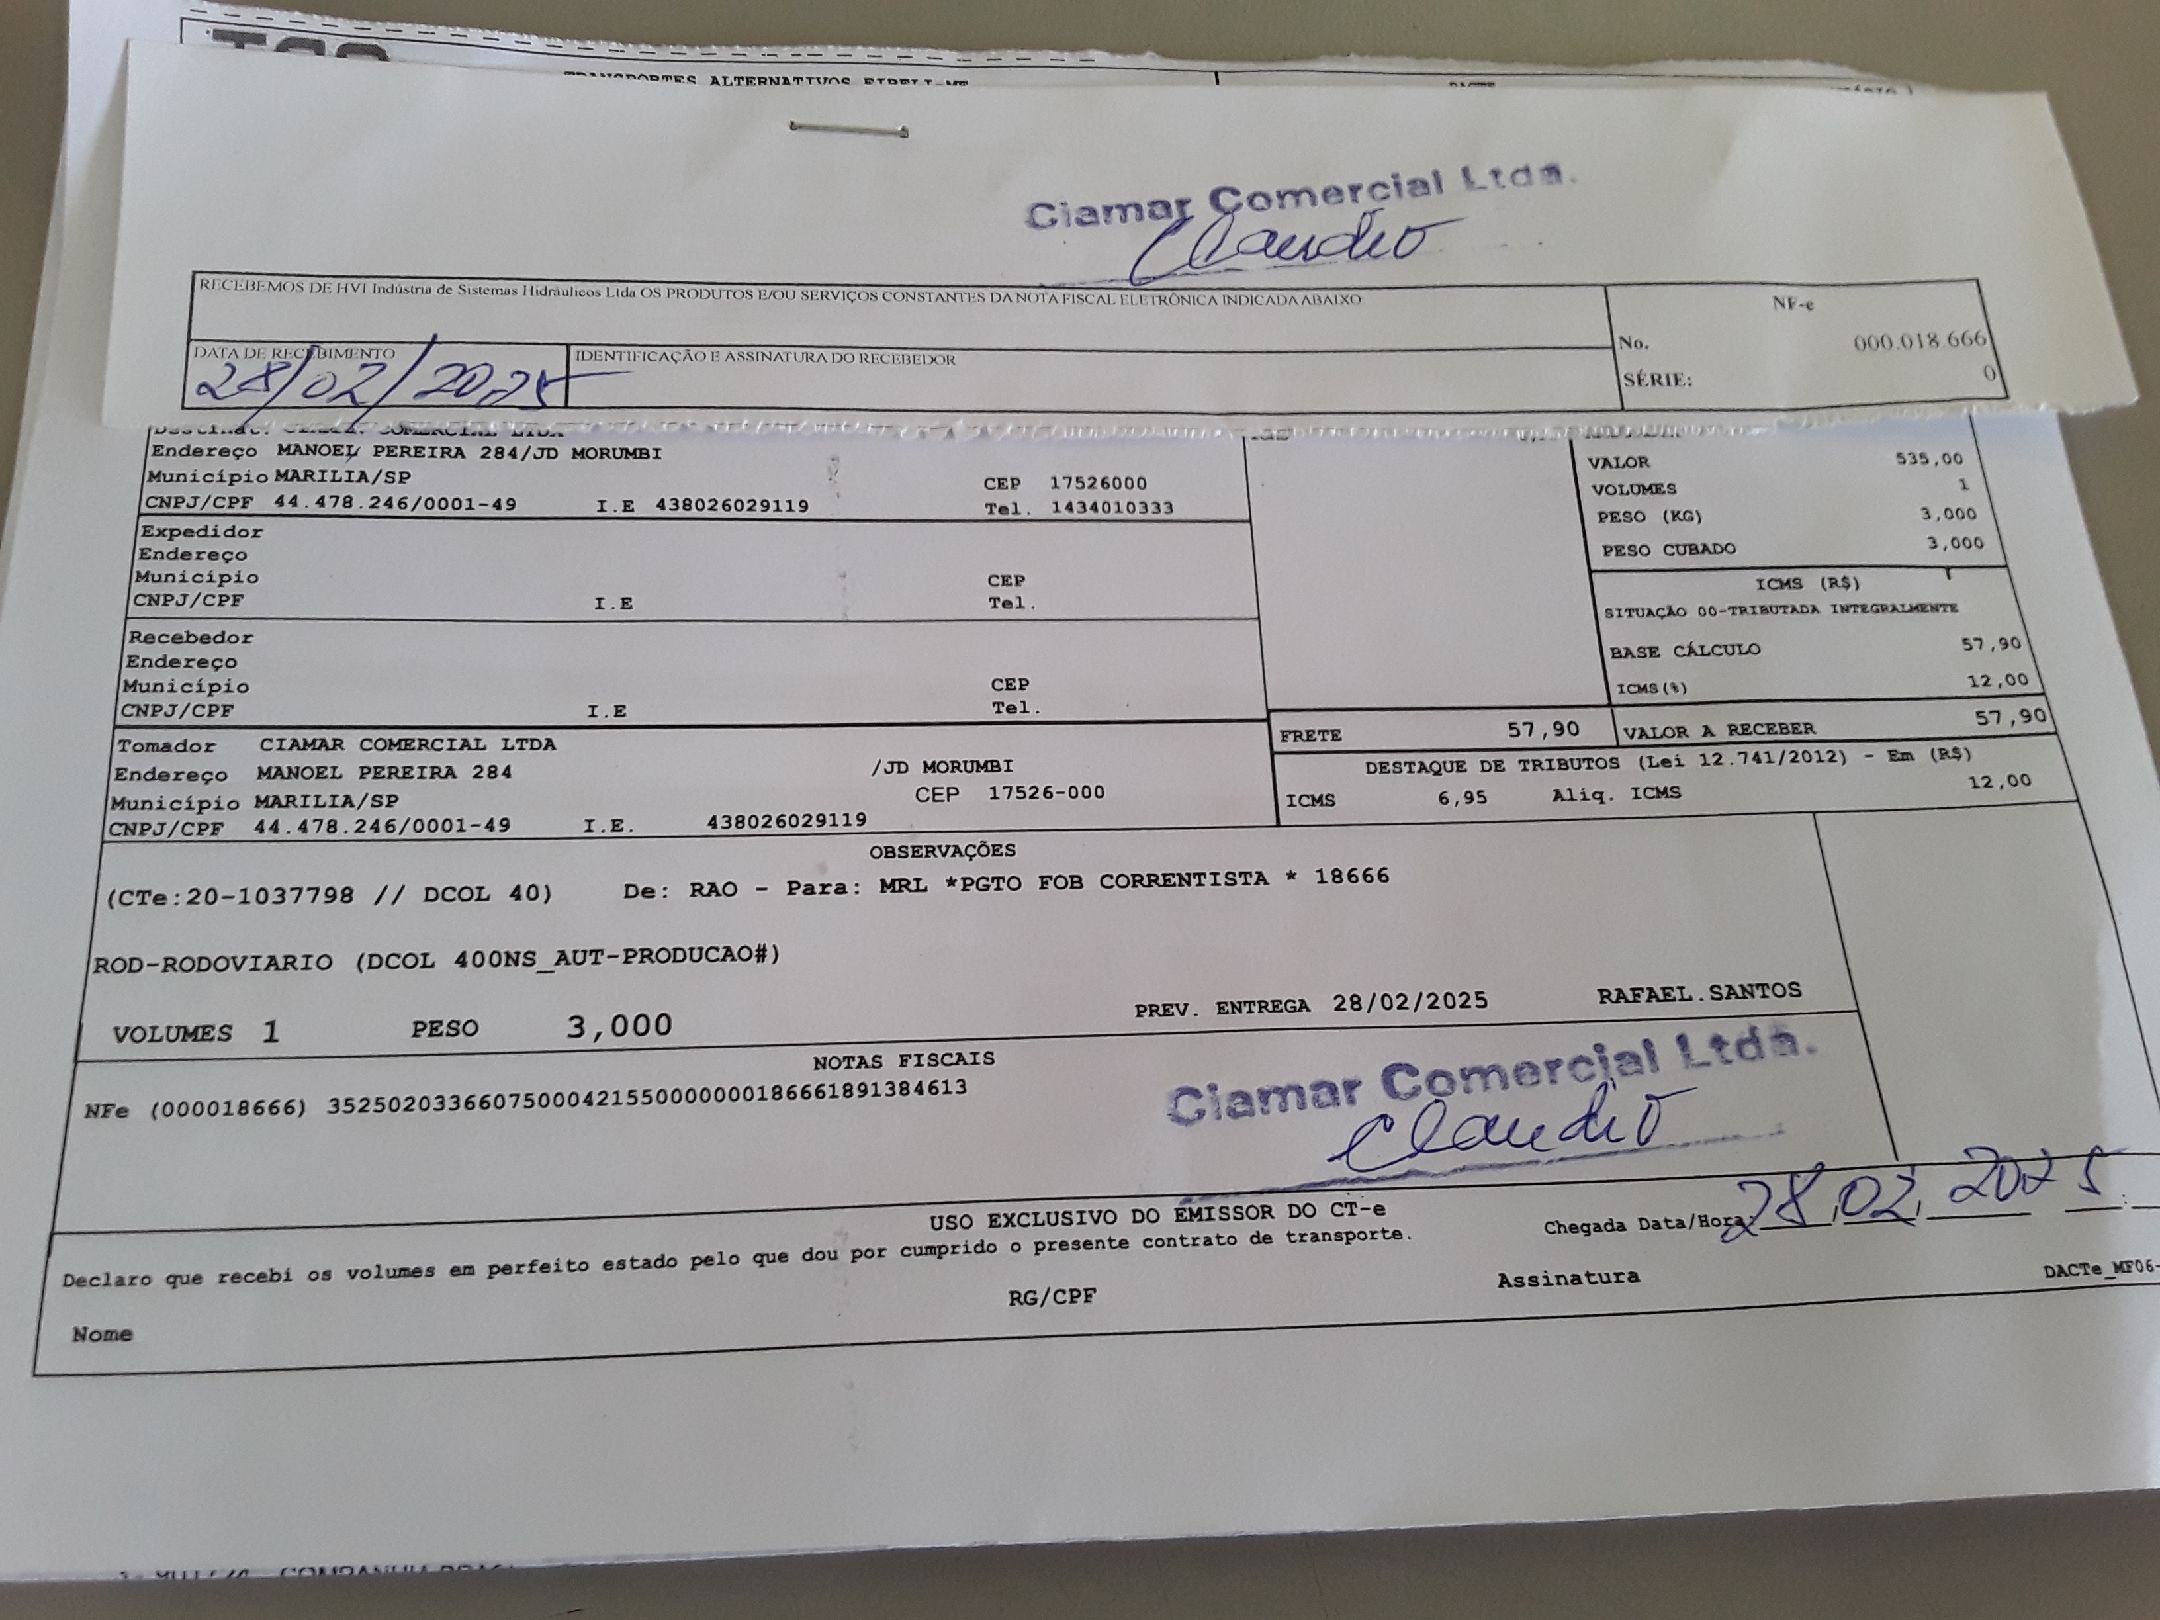 TRANSPORTES ALTERNATIVOS EIRELI-MT
DACTE
Ciamar Comercial Ltda.
Claudio
RECEBEMOS DE HVI Indústria de Sistemas Hidráulicos Ltda OS PRODUTOS E/OU SERVIÇOS CONSTANTES DA NOTA FISCAL ELETRÔNICA INDICADA ABAIXO
NF-e
No. 000.018.666
SÉRIE: 0
DATA DE RECEBIMENTO
28/02/2025
IDENTIFICAÇÃO E ASSINATURA DO RECEBEDOR
COMERCIAL LTDA
Endereço MANOEL PEREIRA 284/JD MORUMBI
Município MARILIA/SP CEP 17526000
CNPJ/CPF 44.478.246/0001-49 I.E 438026029119 Tel. 1434010333
VALOR 535,00
VOLUMES 1
PESO (KG) 3,000
PESO CUBADO 3,000
Expedidor
Endereço
Município CEP
CNPJ/CPF I.E Tel.
ICMS (R$)
SITUAÇÃO 00-TRIBUTADA INTEGRALMENTE
BASE CÁLCULO 57,90
ICMS(%) 12,00
Recebedor
Endereço
Município CEP
CNPJ/CPF I.E Tel.
FRETE 57,90 VALOR A RECEBER 57,90
Tomador CIAMAR COMERCIAL LTDA
Endereço MANOEL PEREIRA 284 /JD MORUMBI
Município MARILIA/SP CEP 17526-000
CNPJ/CPF 44.478.246/0001-49 I.E. 438026029119
DESTAQUE DE TRIBUTOS (Lei 12.741/2012) - Em (R$)
ICMS 6,95 Aliq. ICMS 12,00
OBSERVAÇÕES
(CTe:20-1037798 // DCOL 40) De: RAO - Para: MRL *PGTO FOB CORRENTISTA * 18666
ROD-RODOVIARIO (DCOL 400NS_AUT-PRODUCAO#)
VOLUMES 1 PESO 3,000 PREV. ENTREGA 28/02/2025 RAFAEL.SANTOS
NOTAS FISCAIS
NFe (000018666) 35250203366075000421550000000186661891384613
Ciamar Comercial Ltda.
Claudio
USO EXCLUSIVO DO EMISSOR DO CT-e
Chegada Data/Hora: 28,02,2025
Declaro que recebi os volumes em perfeito estado pelo que dou por cumprido o presente contrato de transporte.
Nome RG/CPF Assinatura
DACTe_MF06-